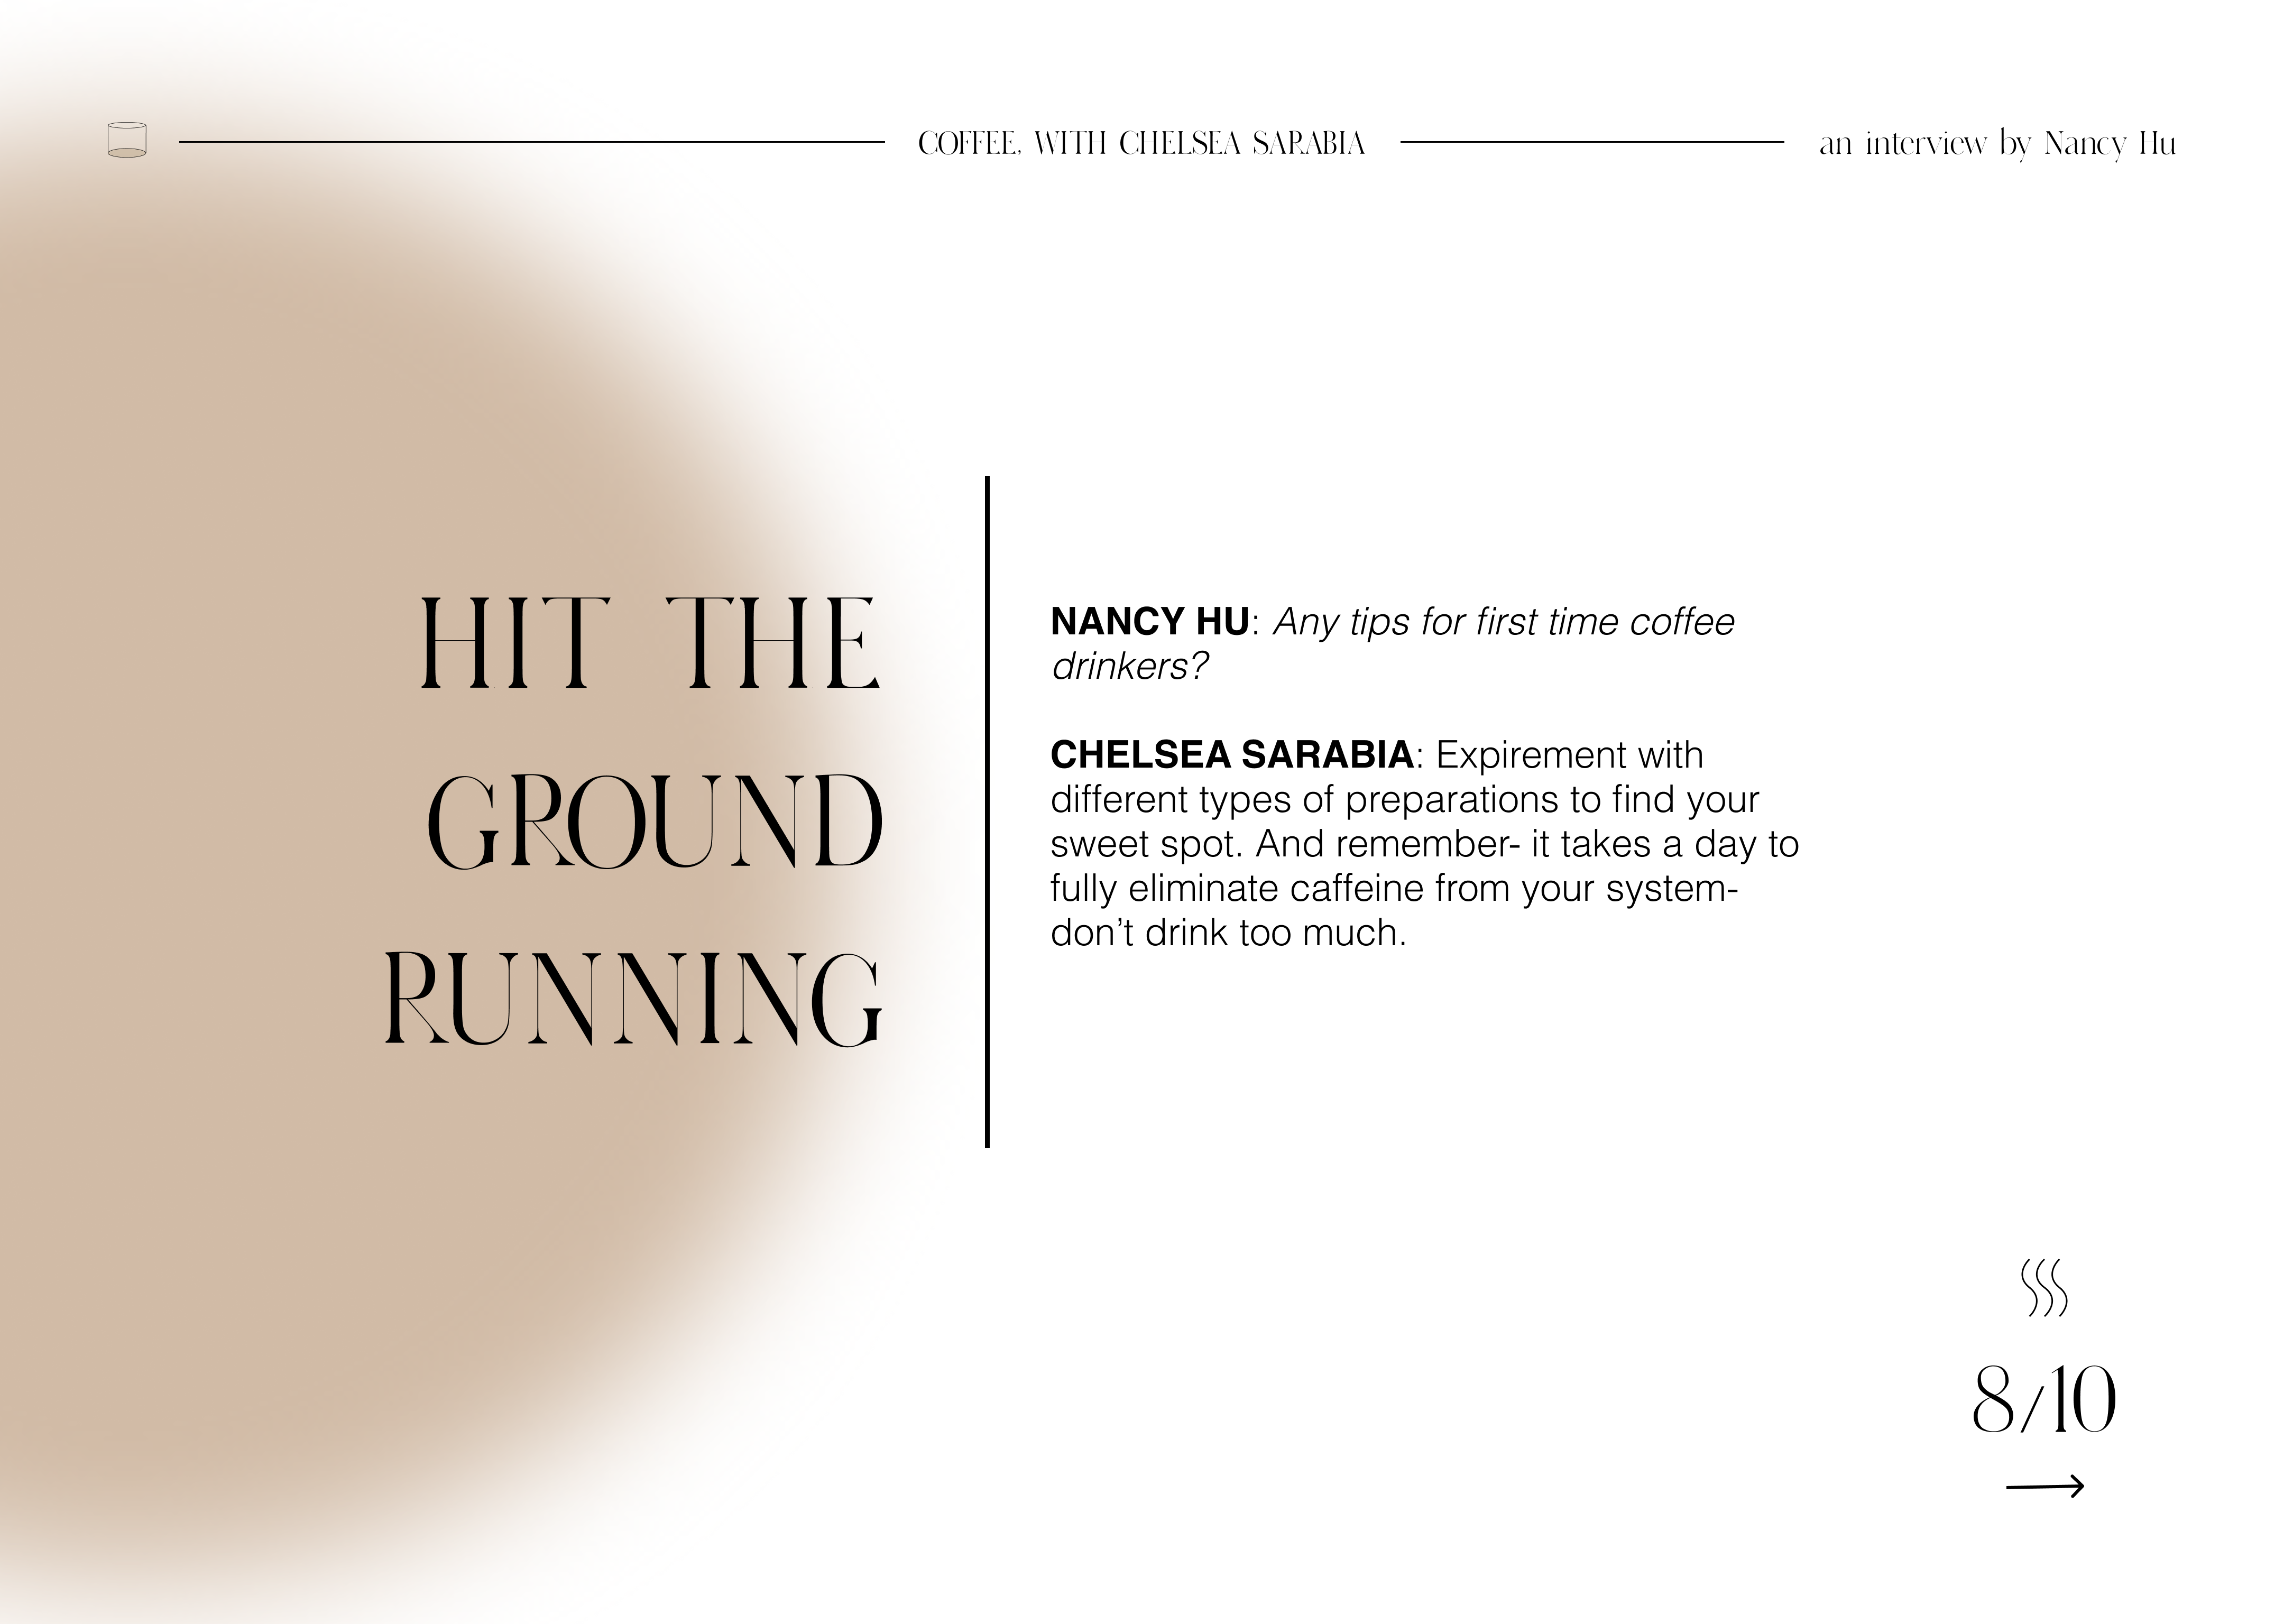 COFFEE, WITH CHELSEA SARABIA
an interview by Nancy Hu
HIT THE
GROUND
RUNNING
NANCY HU: Any tips for first time coffee
drinkers?
CHELSEA SARABIA: Expirement with
different types of preparations to find your
sweet spot. And remember- it takes a day to
fully eliminate caffeine from your system-
don’t drink too much.
8/10